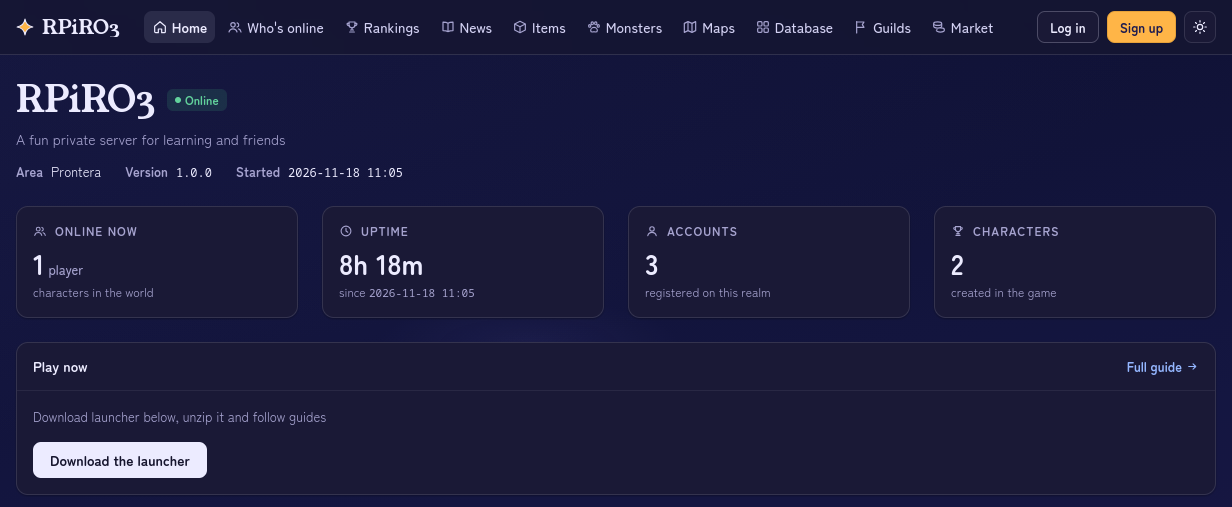 RPiRO3 Home Who's online Rankings News Items Monsters Maps Database Guilds Market Log in Sign up
RPiRO3 Online
A fun private server for learning and friends
Area Prontera Version 1.0.0 Started 2026-11-18 11:05
ONLINE NOW
1 player
characters in the world
UPTIME
8h 18m
since 2026-11-18 11:05
ACCOUNTS
3
registered on this realm
CHARACTERS
2
created in the game
Play now Full guide →
Download launcher below, unzip it and follow guides
Download the launcher